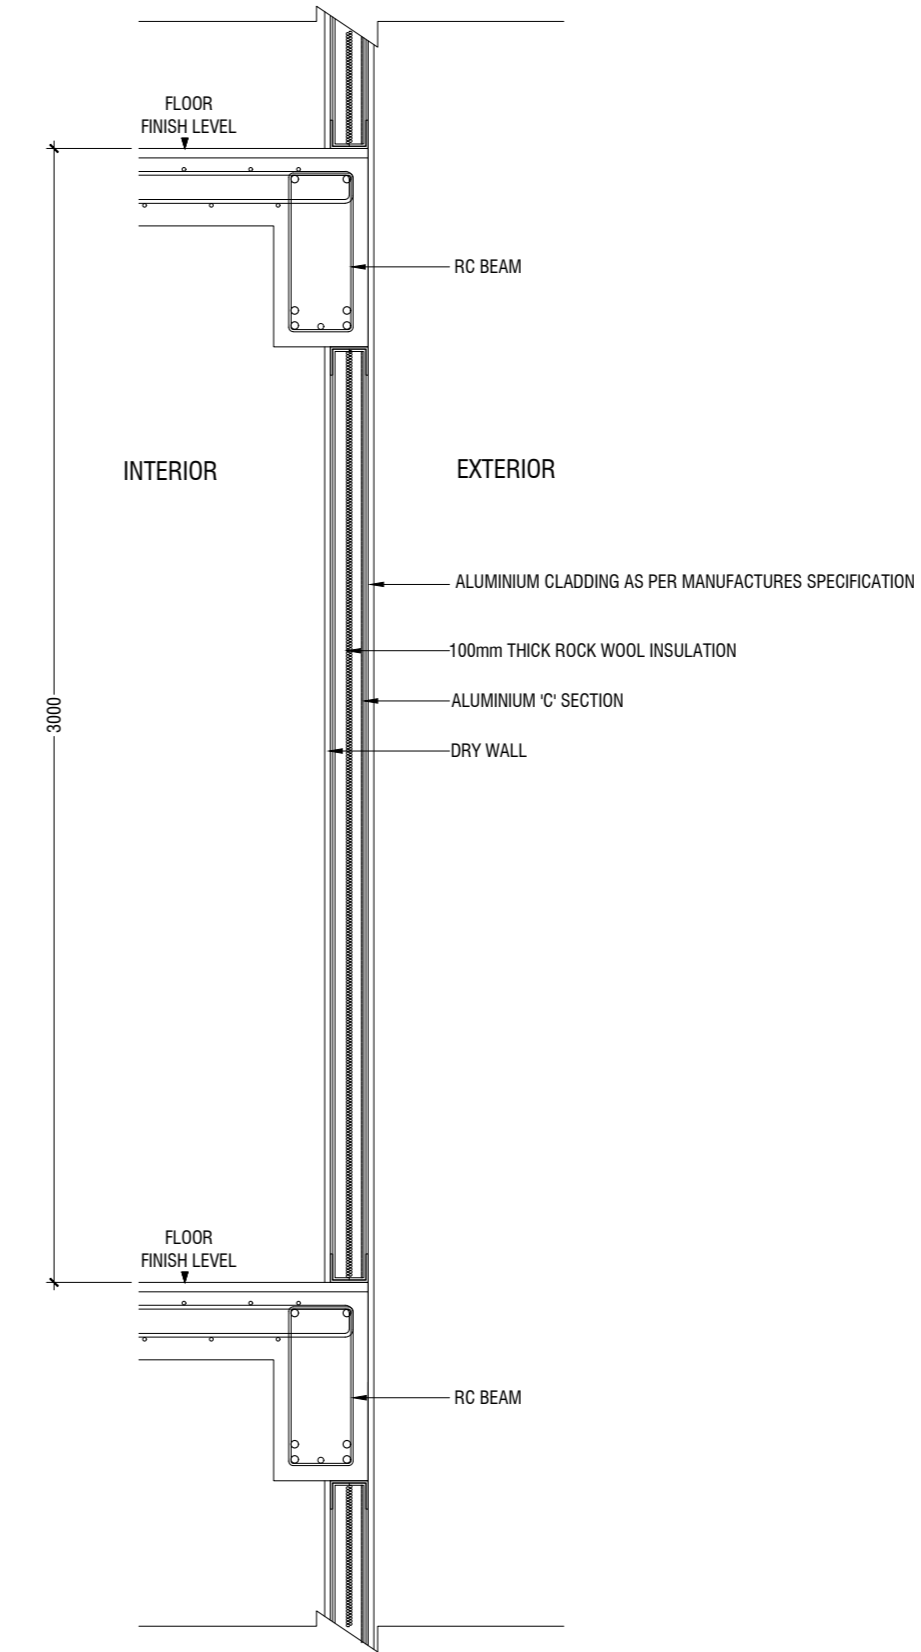 FLOOR
FINISH LEVEL
RC BEAM
INTERIOR
EXTERIOR
ALUMINIUM CLADDING AS PER MANUFACTURES SPECIFICATION
100mm THICK ROCK WOOL INSULATION
ALUMINIUM 'C' SECTION
3000
DRY WALL
FLOOR
FINISH LEVEL
RC BEAM